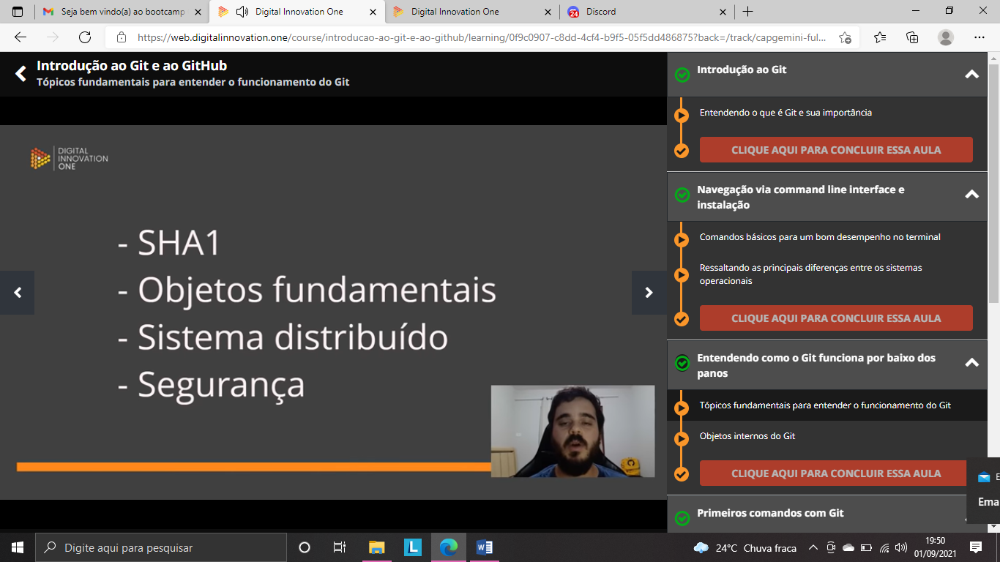 Seja bem vindo(a) ao bootcamp
Digital Innovation One
Digital Innovation One
24
Discord
https://web.digitalinnovation.one/course/introducao-ao-git-e-ao-github/learning/0f9c0907-c8dd-4cf4-b9f5-05f5dd486875?back=/track/capgemini-ful...
Introdução ao Git e ao GitHub
Tópicos fundamentais para entender o funcionamento do Git
DIGITAL
INNOVATION
ONE
- SHA1
- Objetos fundamentais
- Sistema distribuído
- Segurança
Introdução ao Git
Entendendo o que é Git e sua importância
CLIQUE AQUI PARA CONCLUIR ESSA AULA
Navegação via command line interface e
instalação
Comandos básicos para um bom desempenho no terminal
Ressaltando as principais diferenças entre os sistemas
operacionais
CLIQUE AQUI PARA CONCLUIR ESSA AULA
Entendendo como o Git funciona por baixo dos
panos
Tópicos fundamentais para entender o funcionamento do Git
Objetos internos do Git
CLIQUE AQUI PARA CONCLUIR ESSA AULA
E
Ema
Primeiros comandos com Git
Digite aqui para pesquisar
L
W
24°C Chuva fraca
19:50
01/09/2021